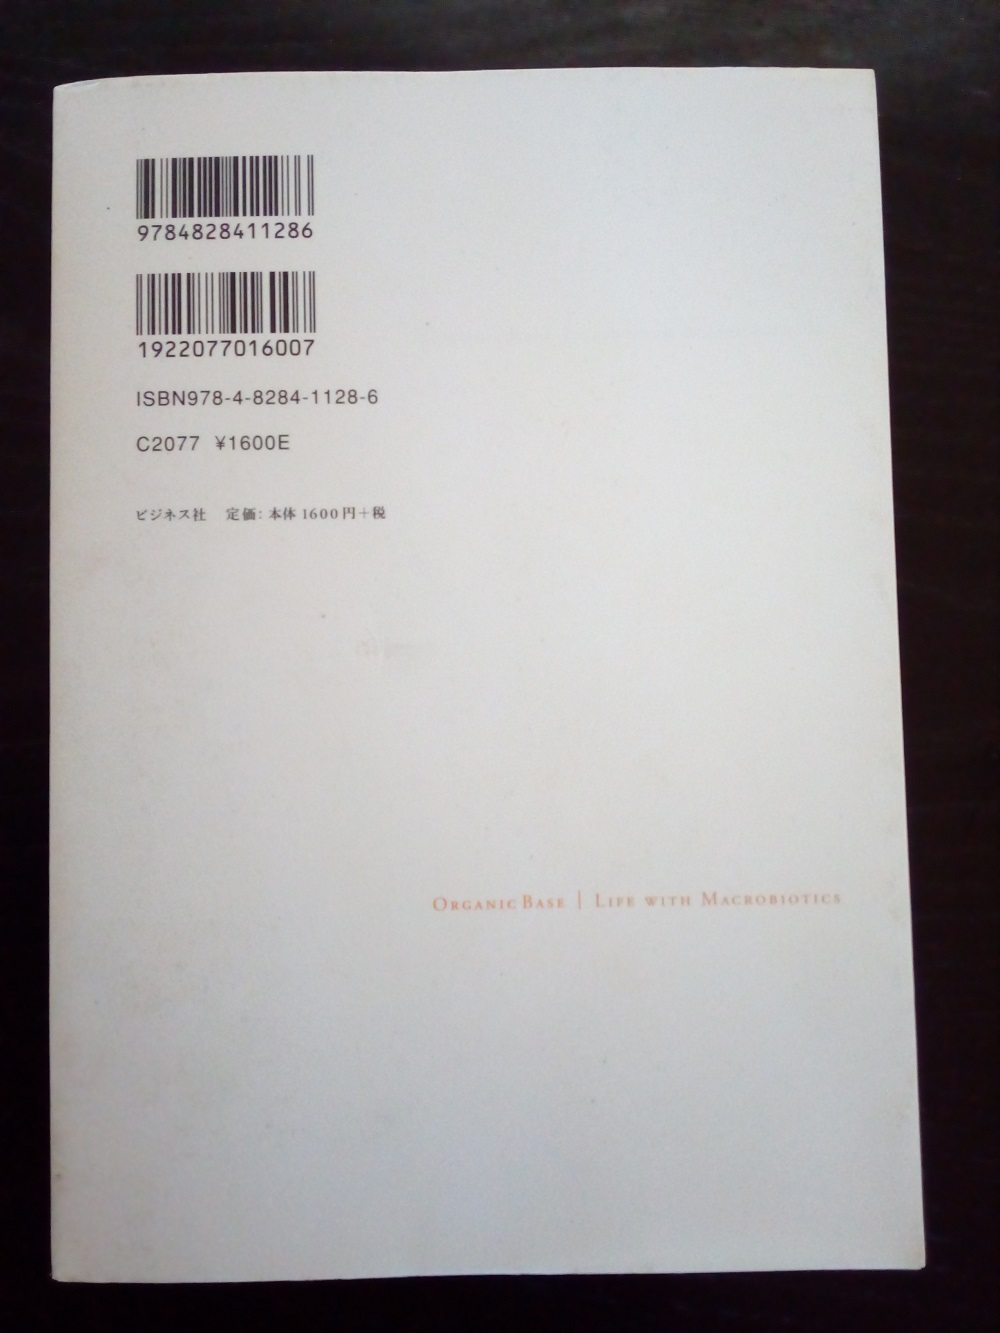 9784828411286
1922077016007
ISBN978-4-8284-1128-6
C2077 ¥1600E
ビジネス社 定価：本体 1600円＋税
ORGANIC BASE | LIFE WITH MACROBIOTICS